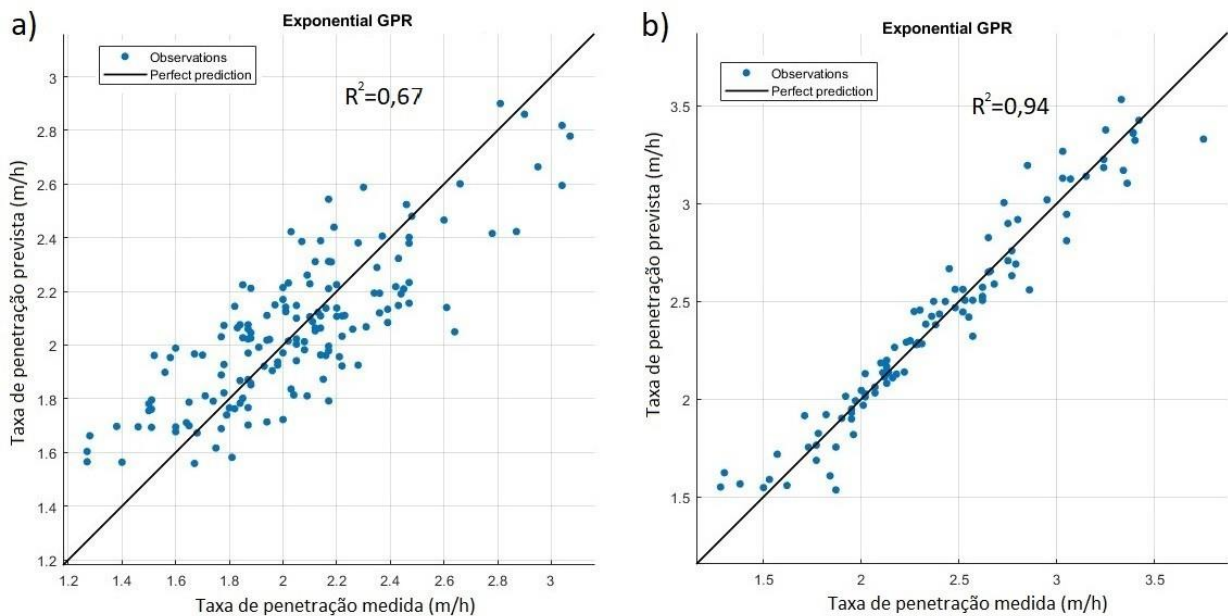 a)
Exponential GPR
Observations
Perfect prediction
R²=0,67
Taxa de penetração prevista (m/h)
3
2.8
2.6
2.4
2.2
2
1.8
1.6
1.4
1.2
1.2 1.4 1.6 1.8 2 2.2 2.4 2.6 2.8 3
Taxa de penetração medida (m/h)
b)
Exponential GPR
Observations
Perfect prediction
R²=0,94
Taxa de penetração prevista (m/h)
3.5
3
2.5
2
1.5
1.5 2 2.5 3 3.5
Taxa de penetração medida (m/h)